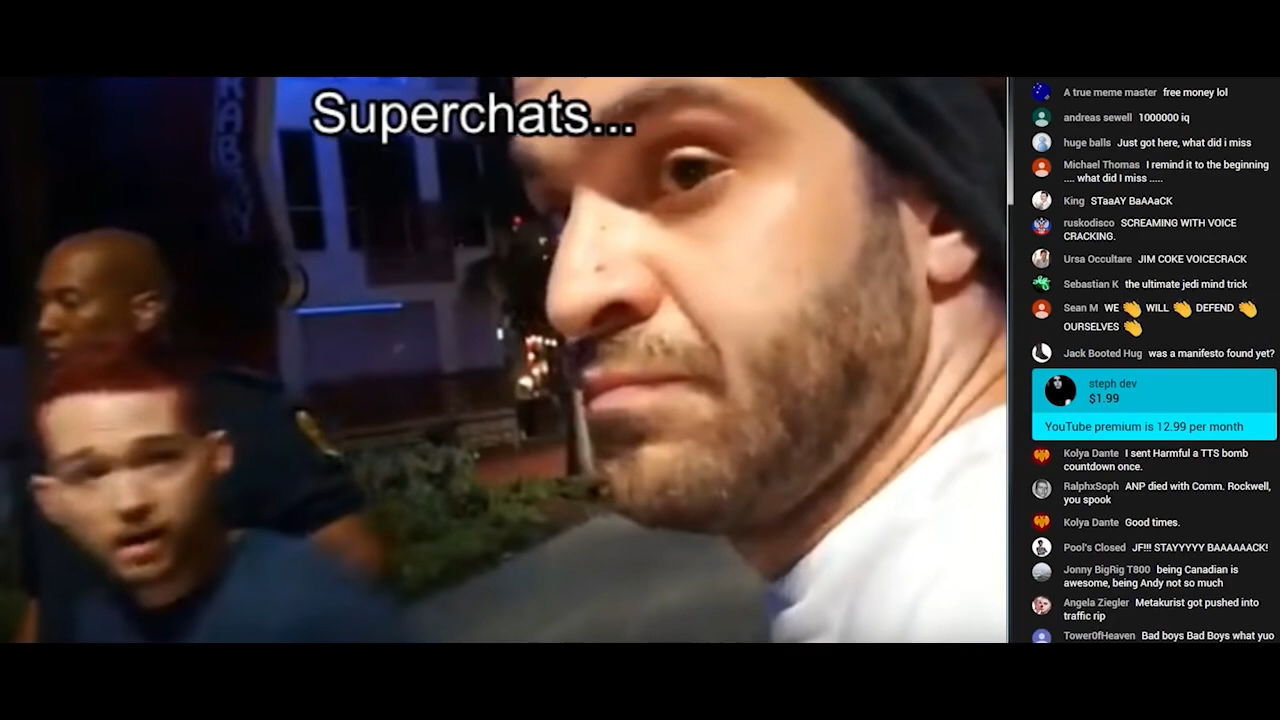 Superchats...
A true meme master free money lol
andreas sewell 1000000 iq
huge balls Just got here, what did i miss
Michael Thomas I remind it to the beginning
.... what did I miss .....
King STaaAY BaAAaCK
ruskodisco SCREAMING WITH VOICE
CRACKING.
Ursa Occultare JIM COKE VOICECRACK
Sebastian K the ultimate jedi mind trick
Sean M WE 👏 WILL 👏 DEFEND 👏
OURSELVES 👏
Jack Booted Hug was a manifesto found yet?
steph dev
$1.99
YouTube premium is 12.99 per month
Kolya Dante I sent Harmful a TTS bomb
countdown once.
RalphxSoph ANP died with Comm. Rockwell,
you spook
Kolya Dante Good times.
Pool's Closed JF!!! STAYYYYY BAAAAAACK!
Jonny BigRig T800 being Canadian is
awesome, being Andy not so much
Angela Ziegler Metakurist got pushed into
traffic rip
Tower0fHeaven Bad boys Bad Boys what yuo